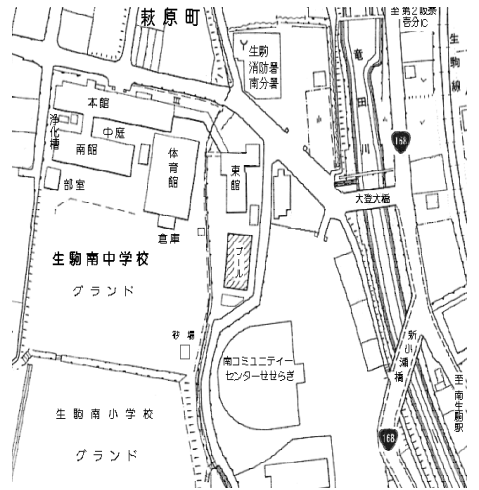 萩原町
至 第2阪奈
壱分IC
生駒
消防署
南分署
竜田川
生駒線
168
本館
浄化槽
中庭
南館
体育館
東館
部室
大登大橋
倉庫
生駒南中学校
グランド
プール
砂場
新小瀬橋
南コミュニティー
センターせせらぎ
至 南生駒駅
生駒南小学校
グランド
168